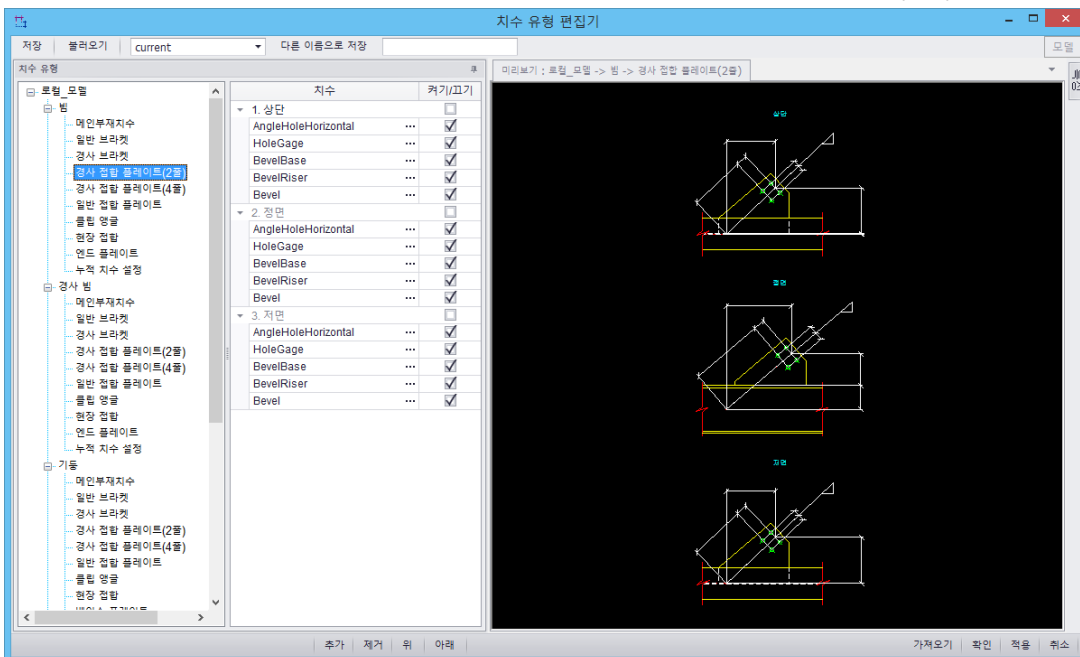 치수 유형 편집기
저장 불러오기 current 다른 이름으로 저장 모델
치수 유형
로컬_모델
빔
메인부재치수
일반 브라켓
경사 브라켓
경사 접합 플레이트(2줄)
경사 접합 플레이트(4줄)
일반 접합 플레이트
클립 앵글
현장 접합
엔드 플레이트
누적 치수 설정
경사 빔
메인부재치수
일반 브라켓
경사 브라켓
경사 접합 플레이트(2줄)
경사 접합 플레이트(4줄)
일반 접합 플레이트
클립 앵글
현장 접합
엔드 플레이트
누적 치수 설정
기둥
메인부재치수
일반 브라켓
경사 브라켓
경사 접합 플레이트(2줄)
경사 접합 플레이트(4줄)
일반 접합 플레이트
클립 앵글
현장 접합
치수 켜기/끄기
1. 상단
AngleHoleHorizontal ...
HoleGage ...
BevelBase ...
BevelRiser ...
Bevel ...
2. 정면
AngleHoleHorizontal ...
HoleGage ...
BevelBase ...
BevelRiser ...
Bevel ...
3. 저면
AngleHoleHorizontal ...
HoleGage ...
BevelBase ...
BevelRiser ...
Bevel ...
미리보기 : 로컬_모델 -> 빔 -> 경사 접합 플레이트(2줄)
상단
정면
저면
추가 제거 위 아래
가져오기 확인 적용 취소